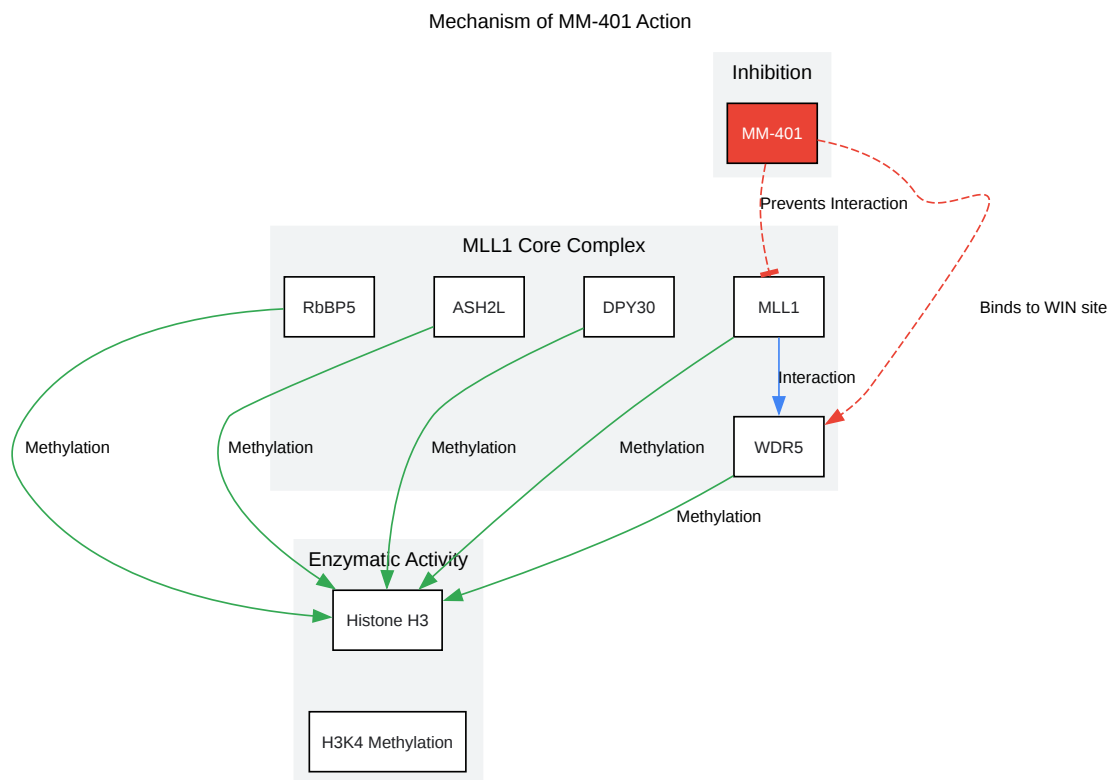 Mechanism of MM-401 Action
Inhibition
MM-401
Prevents Interaction
MLL1 Core Complex
RbBP5
ASH2L
DPY30
MLL1
Binds to WIN site
Interaction
WDR5
Methylation
Methylation
Methylation
Methylation
Methylation
Enzymatic Activity
Histone H3
H3K4 Methylation